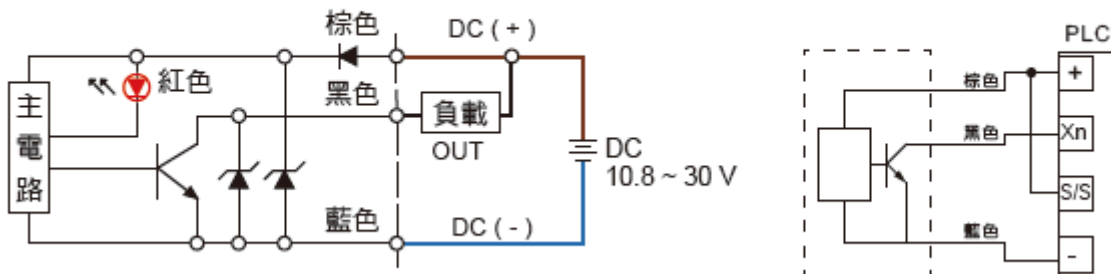 棕色
DC ( + )
紅色
黑色
主電路
負載
OUT
DC
10.8 ~ 30 V
藍色
DC ( - )
PLC
棕色
+
黑色
Xn
S/S
藍色
-